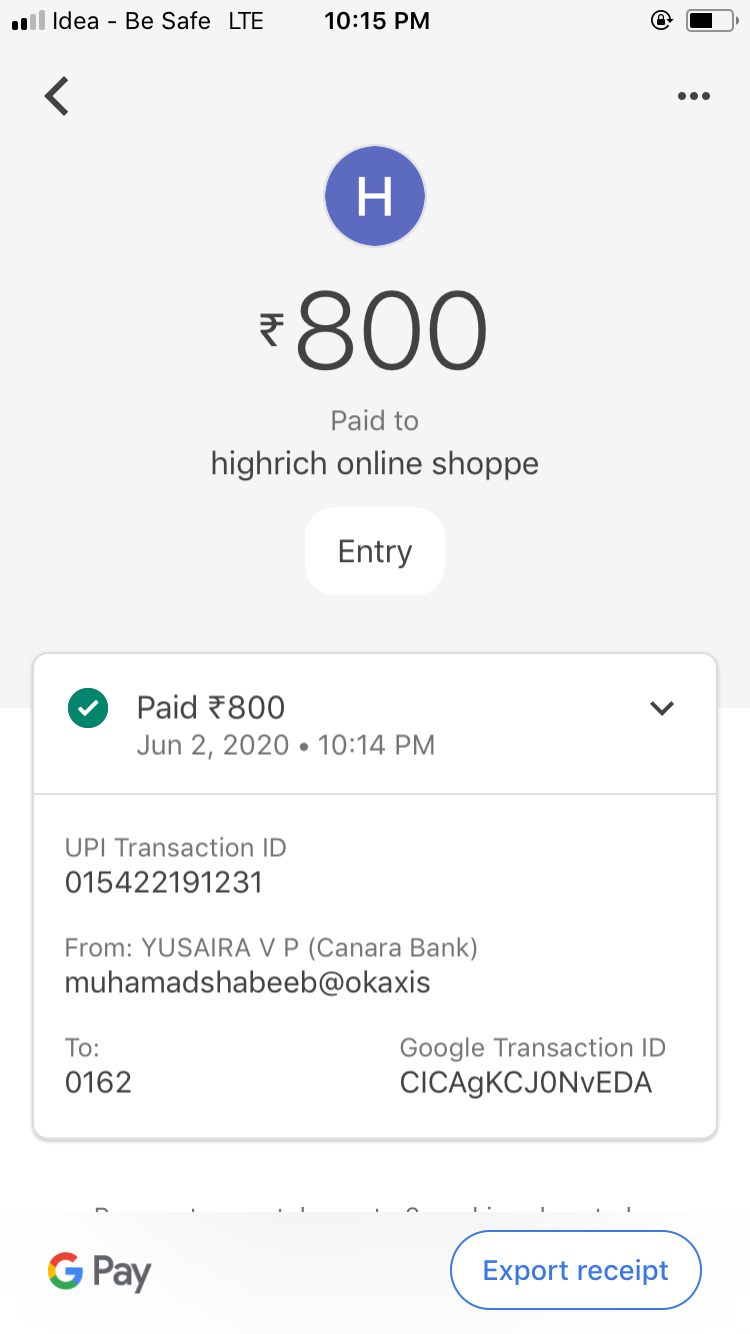 Idea - Be Safe LTE 10:15 PM
H
₹800
Paid to
highrich online shoppe
Entry
Paid ₹800
Jun 2, 2020 • 10:14 PM
UPI Transaction ID
015422191231
From: YUSAIRA V P (Canara Bank)
muhamadshabeeb@okaxis
To:
0162
Google Transaction ID
CICAgKCJ0NvEDA
G Pay
Export receipt